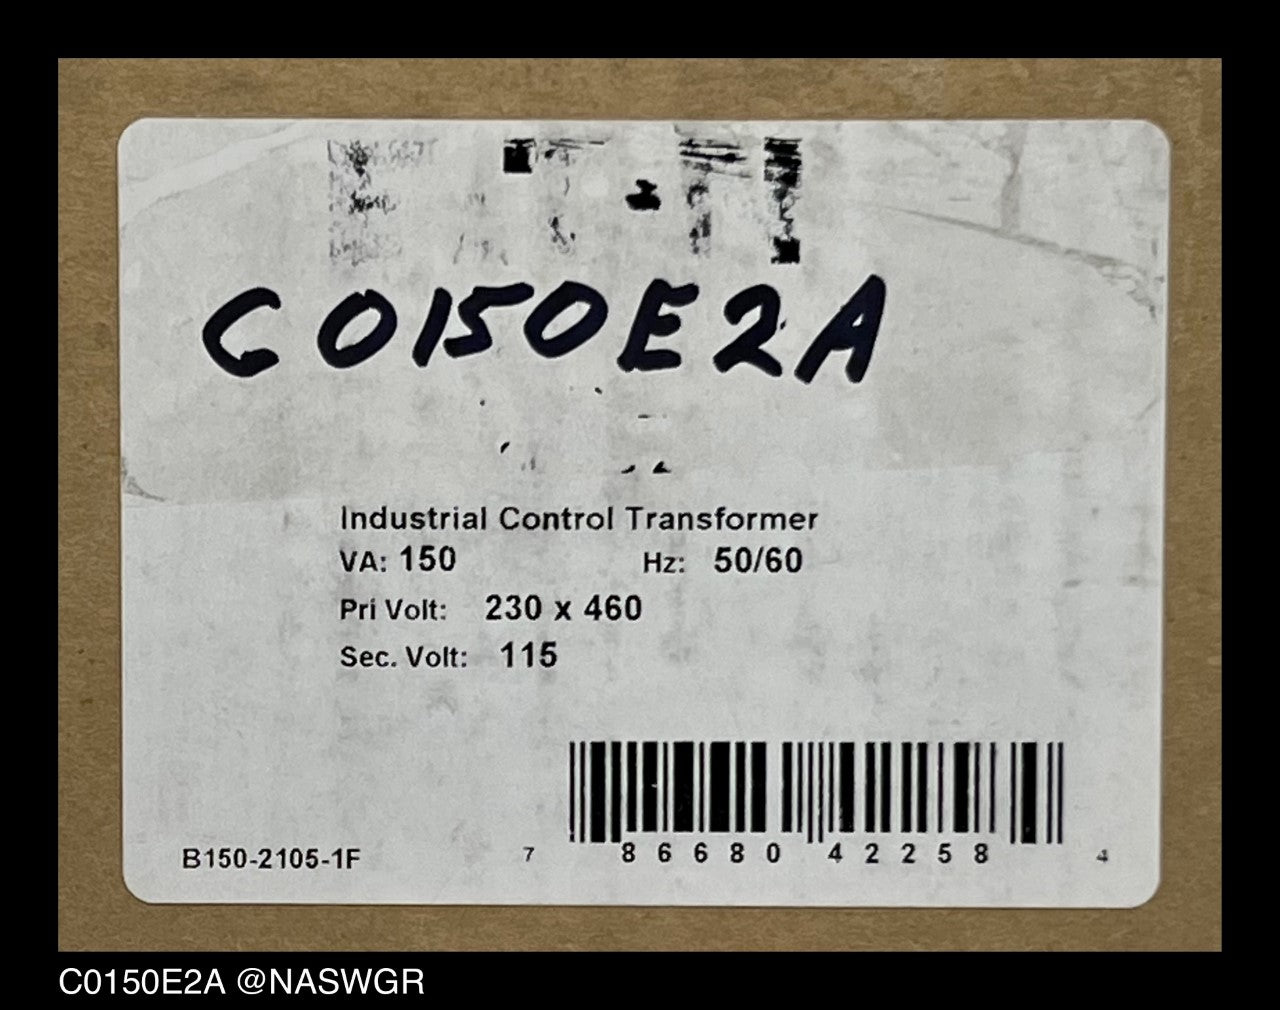 C0150E2A
Industrial Control Transformer
VA: 150 Hz: 50/60
Pri Volt: 230 x 460
Sec. Volt: 115
B150-2105-1F 7 86680 42258 4
C0150E2A @NASWGR